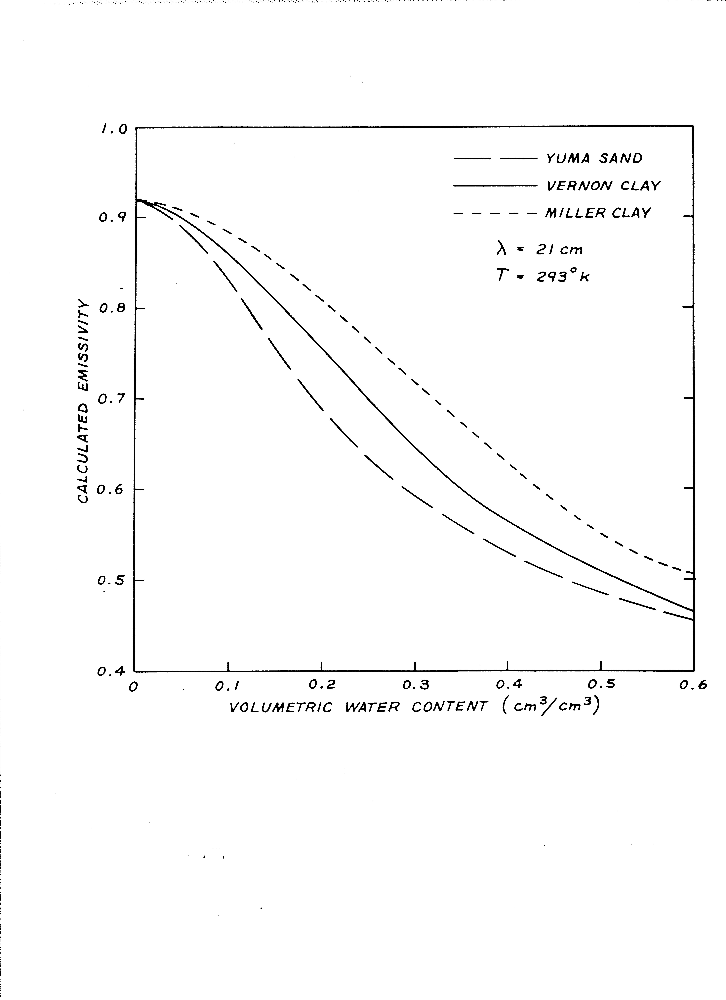 1.0
YUMA SAND
VERNON CLAY
0.9
MILLER CLAY
λ = 21 cm
T = 293°k
0.8
CALCULATED EMISSIVITY
0.7
0.6
0.5
0.4
0 0.1 0.2 0.3 0.4 0.5 0.6
VOLUMETRIC WATER CONTENT (cm³/cm³)